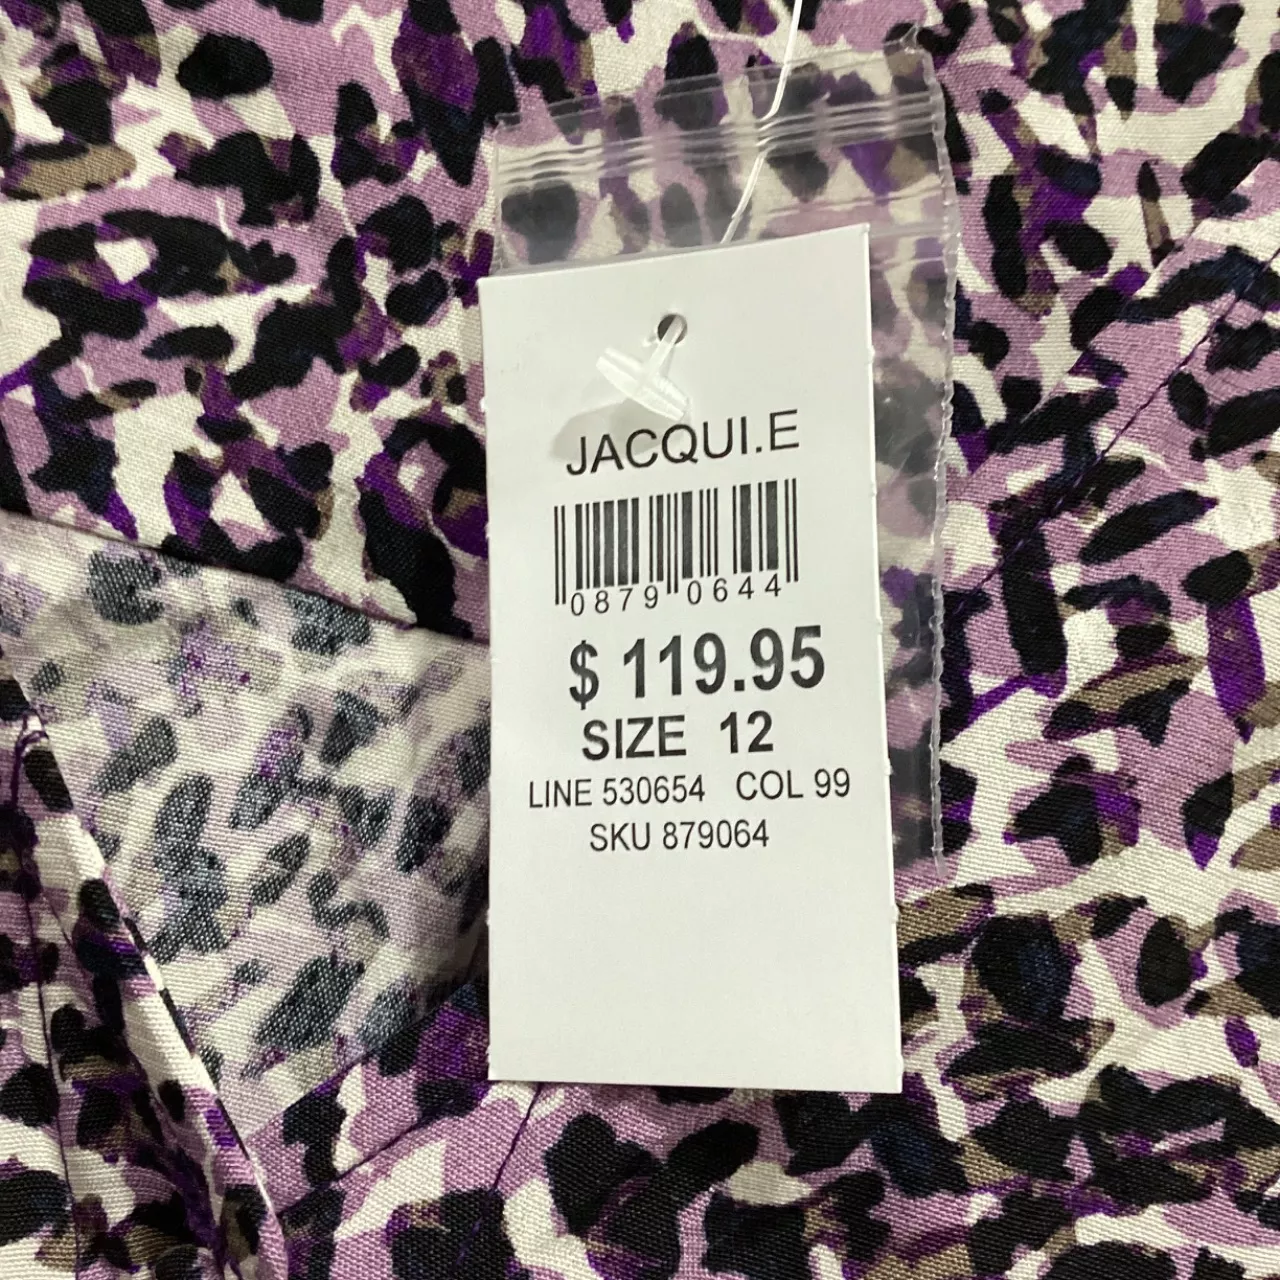 JACQUI.E
0879 0644
$ 119.95
SIZE 12
LINE 530654 COL 99
SKU 879064